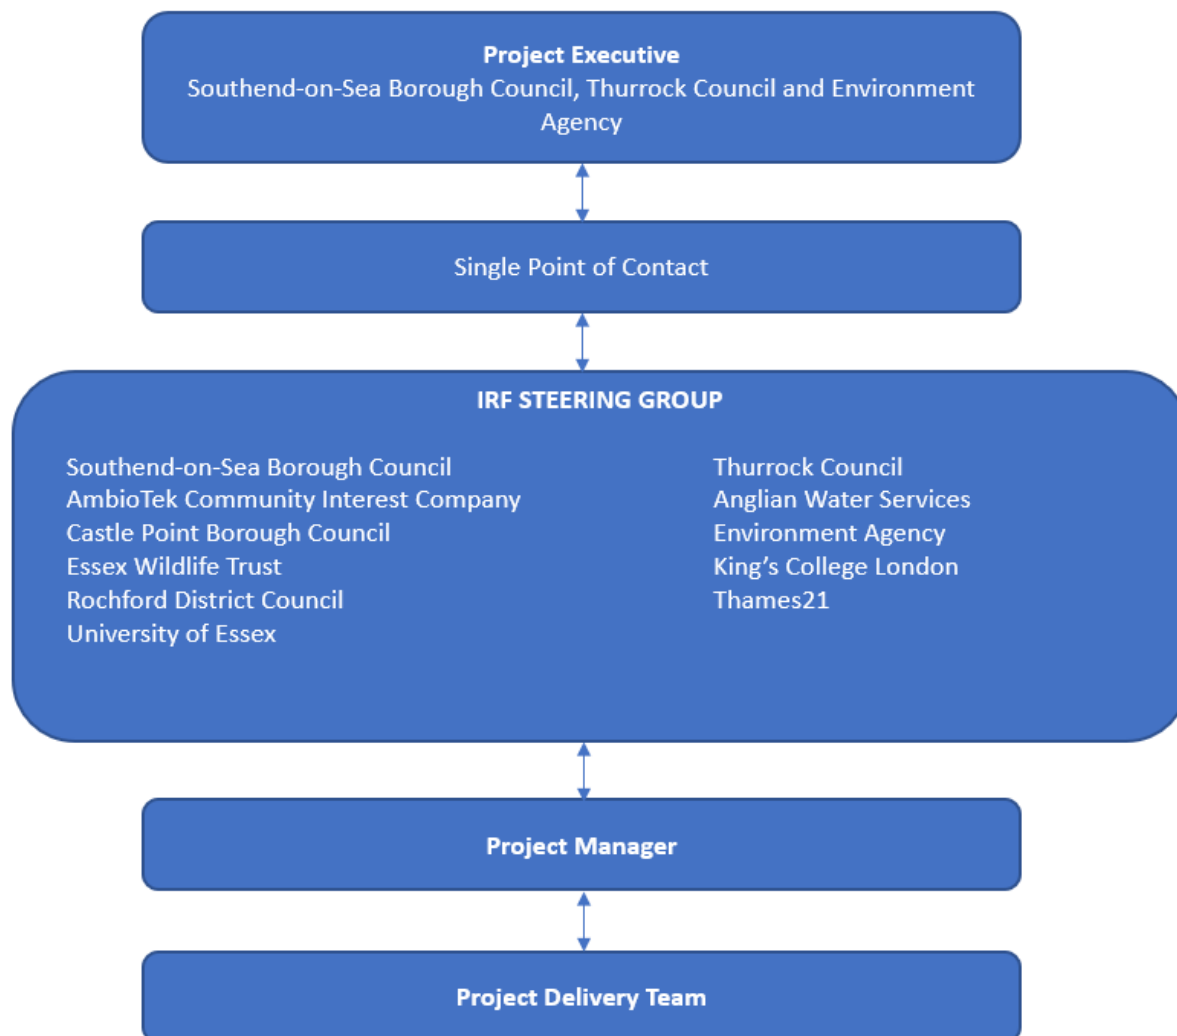 Project Executive
Southend-on-Sea Borough Council, Thurrock Council and Environment
Agency
Single Point of Contact
IRF STEERING GROUP
Southend-on-Sea Borough Council
AmbioTek Community Interest Company
Castle Point Borough Council
Essex Wildlife Trust
Rochford District Council
University of Essex
Thurrock Council
Anglian Water Services
Environment Agency
King’s College London
Thames21
Project Manager
Project Delivery Team